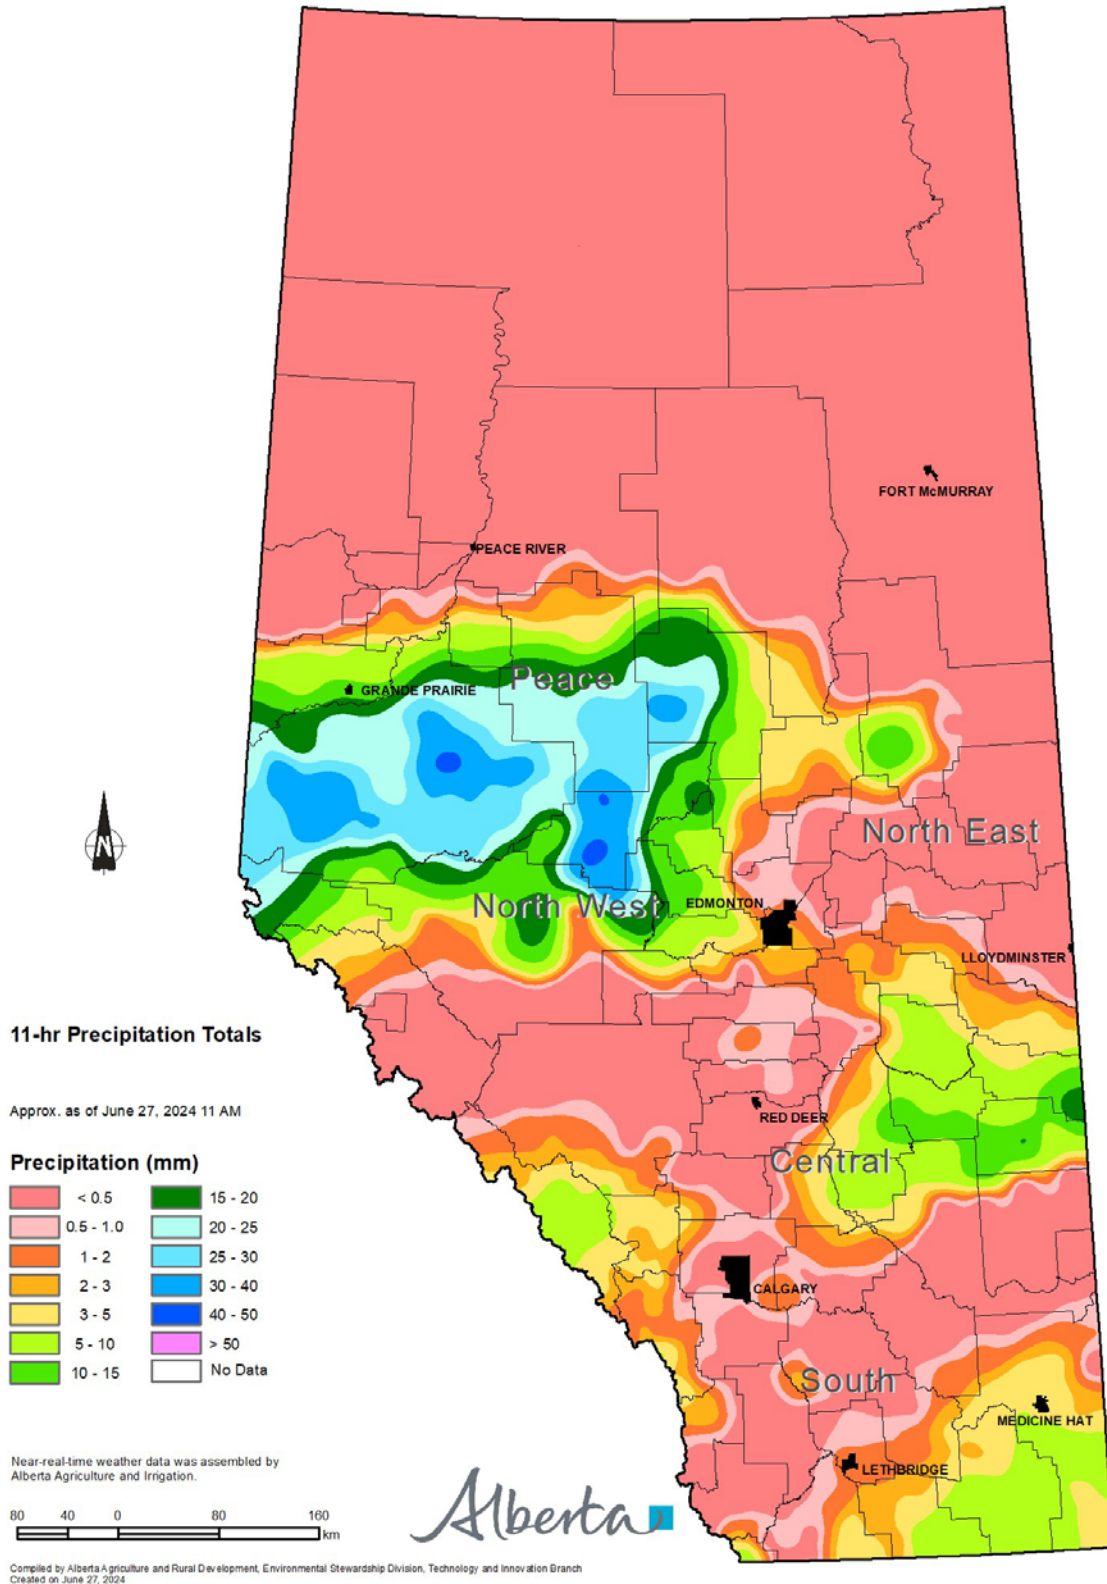 FORT McMURRAY
PEACE RIVER
Peace
GRANDE PRAIRIE
North East
N
North West
EDMONTON
LLOYDMINSTER
11-hr Precipitation Totals
Approx. as of June 27, 2024 11 AM
RED DEER
Central
Precipitation (mm)
< 0.5 15 - 20
0.5 - 1.0 20 - 25
1 - 2 25 - 30
2 - 3 30 - 40
3 - 5 40 - 50
5 - 10 > 50
10 - 15 No Data
CALGARY
South
MEDICINE HAT
LETHBRIDGE
Near-real-time weather data was assembled by
Alberta Agriculture and Irrigation.
80 40 0 80 160
km
Alberta
Compiled by Alberta Agriculture and Rural Development, Environmental Stewardship Division, Technology and Innovation Branch
Created on June 27, 2024